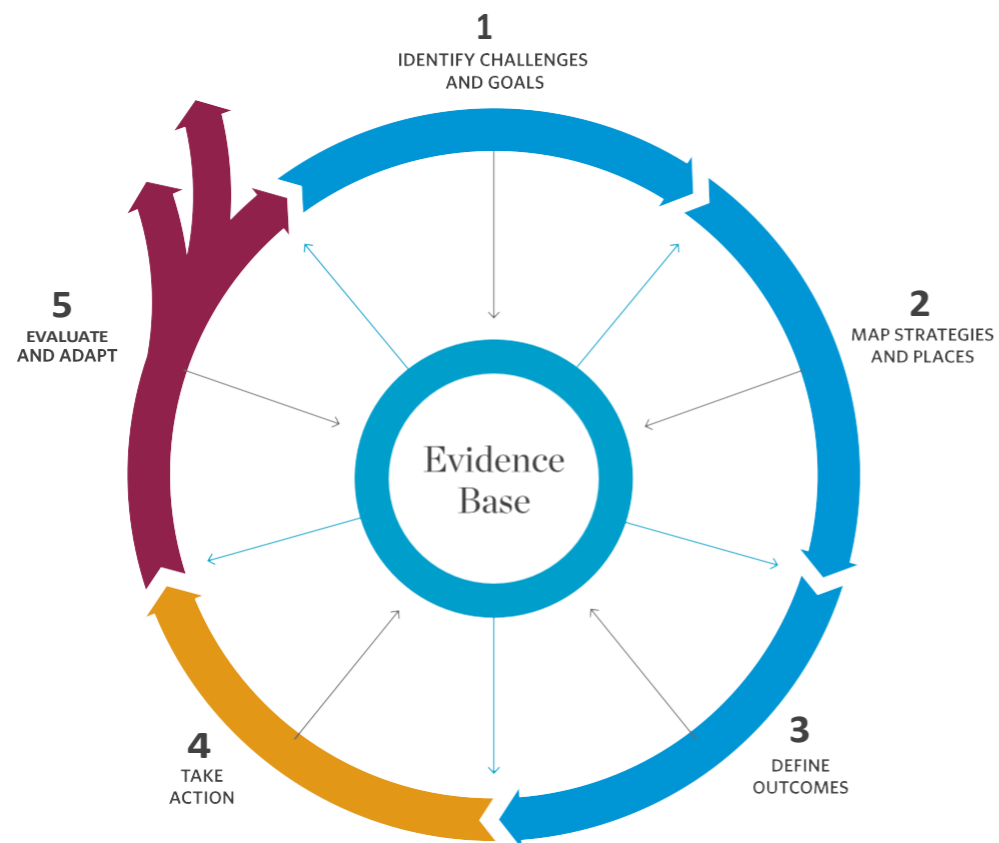 1
IDENTIFY CHALLENGES
AND GOALS
2
MAP STRATEGIES
AND PLACES
3
DEFINE
OUTCOMES
4
TAKE
ACTION
5
EVALUATE
AND ADAPT
Evidence
Base